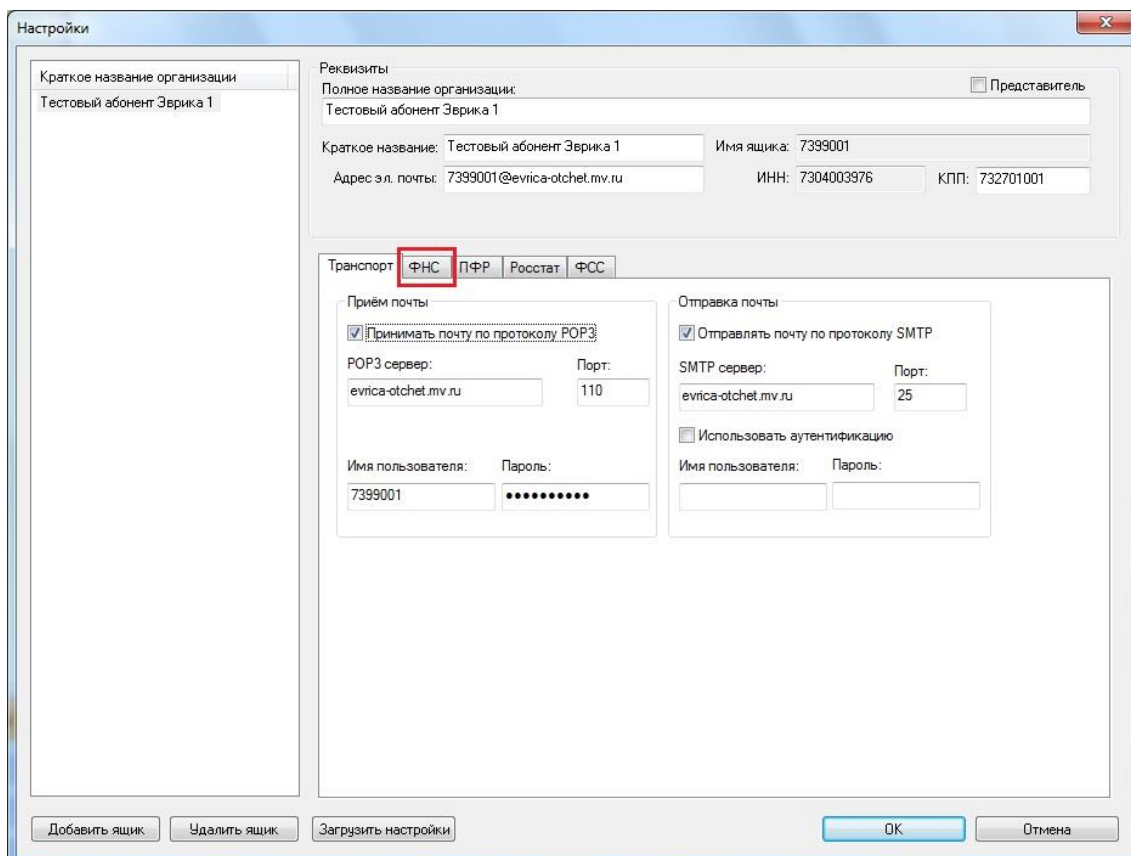 Настройки
Краткое название организации
Тестовый абонент Эврика 1
Реквизиты
Полное название организации:
Представитель
Тестовый абонент Эврика 1
Краткое название: Тестовый абонент Эврика 1 Имя ящика: 7399001
Адрес эл. почты: 7399001@evrica-otchet.mv.ru ИНН: 7304003976 КПП: 732701001
Транспорт ФНС ПФР Росстат ФСС
Приём почты
Принимать почту по протоколу POP3
POP3 сервер: Порт:
evrica-otchet.mv.ru 110
Имя пользователя: Пароль:
7399001 ••••••••••
Отправка почты
Отправлять почту по протоколу SMTP
SMTP сервер: Порт:
evrica-otchet.mv.ru 25
Использовать аутентификацию
Имя пользователя: Пароль:
Добавить ящик Удалить ящик Загрузить настройки OK Отмена